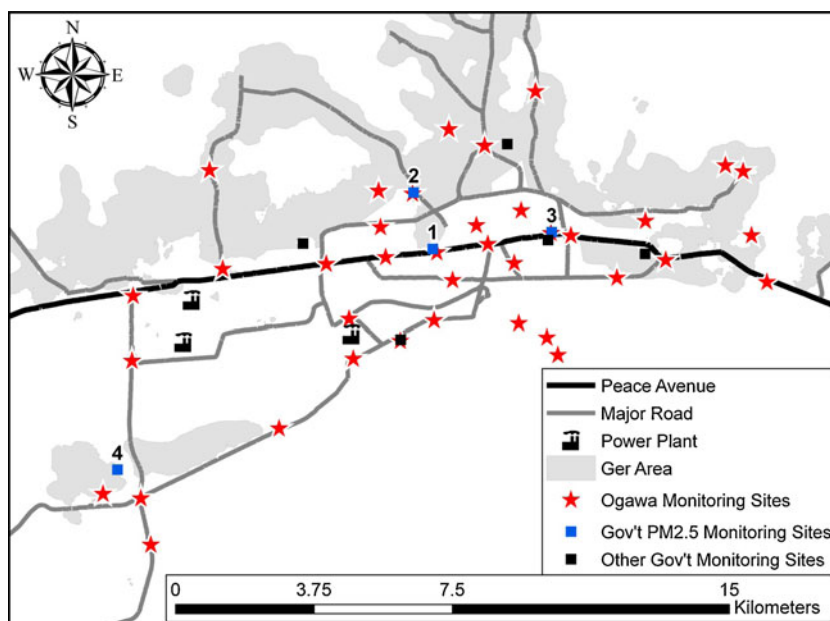 N
W E
S
2
3
1
4
Peace Avenue
Major Road
Power Plant
Ger Area
Ogawa Monitoring Sites
Gov't PM2.5 Monitoring Sites
Other Gov't Monitoring Sites
0 3.75 7.5 15
Kilometers